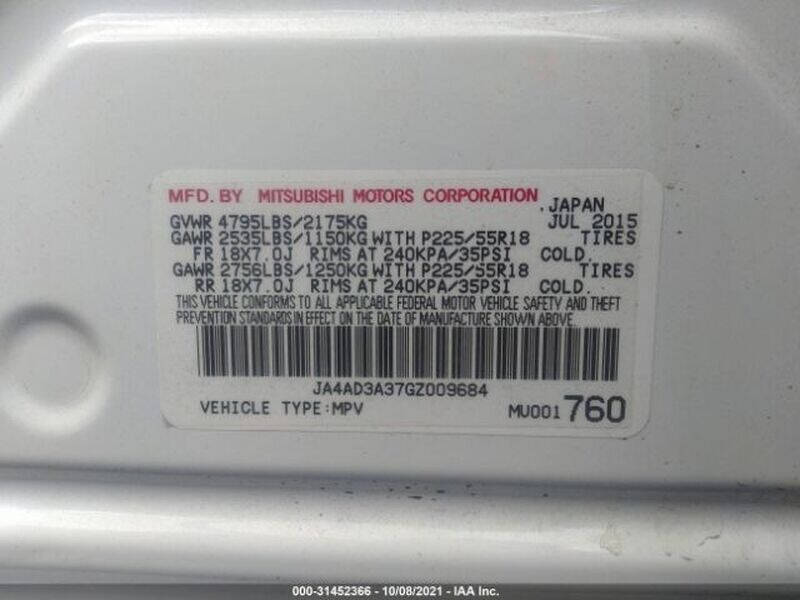 MFD. BY MITSUBISHI MOTORS CORPORATION, JAPAN
GVWR 4795LBS/2175KG JUL 2015
GAWR 2535LBS/1150KG WITH P225/55R18 TIRES
FR 18X7.0J RIMS AT 240KPA/35PSI COLD.
GAWR 2756LBS/1250KG WITH P225/55R18 TIRES
RR 18X7.0J RIMS AT 240KPA/35PSI COLD.
THIS VEHICLE CONFORMS TO ALL APPLICABLE FEDERAL MOTOR VEHICLE SAFETY AND THEFT
PREVENTION STANDARDS IN EFFECT ON THE DATE OF MANUFACTURE SHOWN ABOVE.
JA4AD3A37GZ009684
VEHICLE TYPE:MPV MU001760
000-31452366 - 10/08/2021 - IAA Inc.